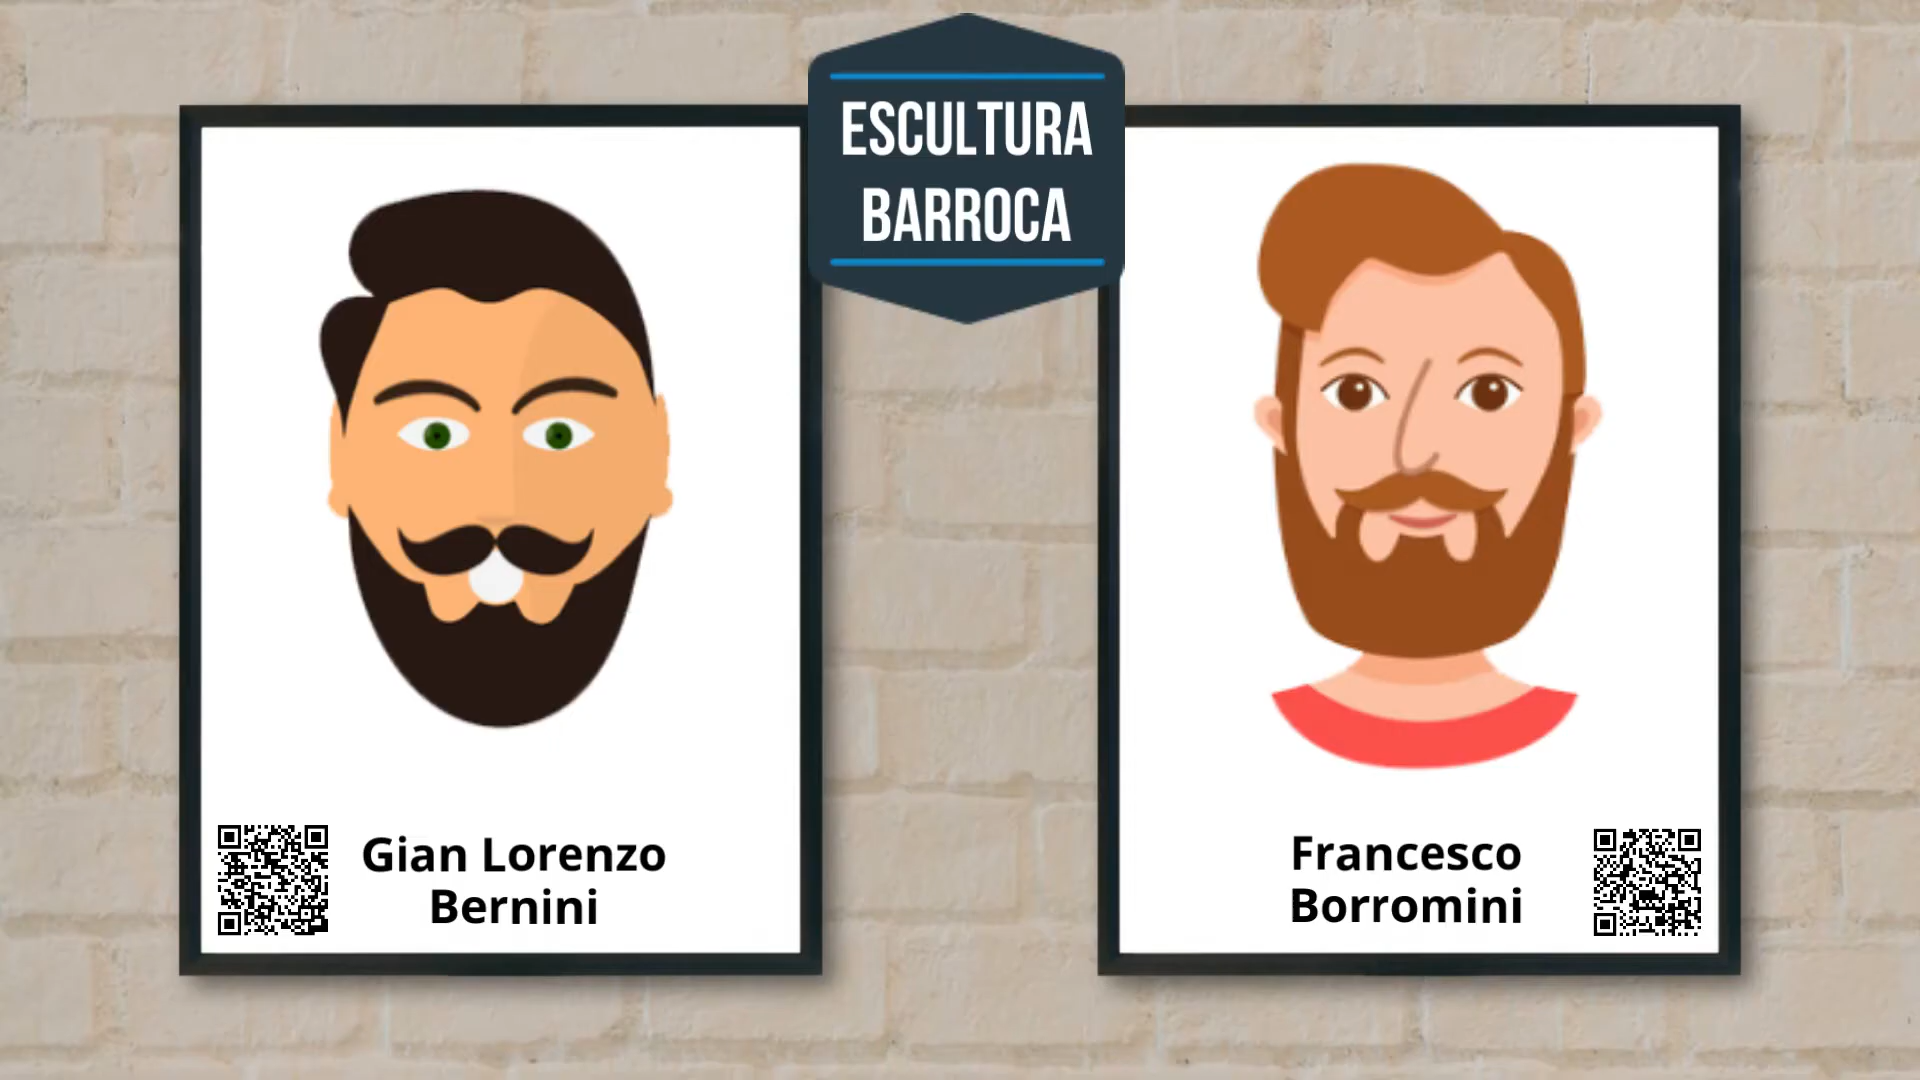 ESCULTURA
BARROCA
Gian Lorenzo
Bernini
Francesco
Borromini